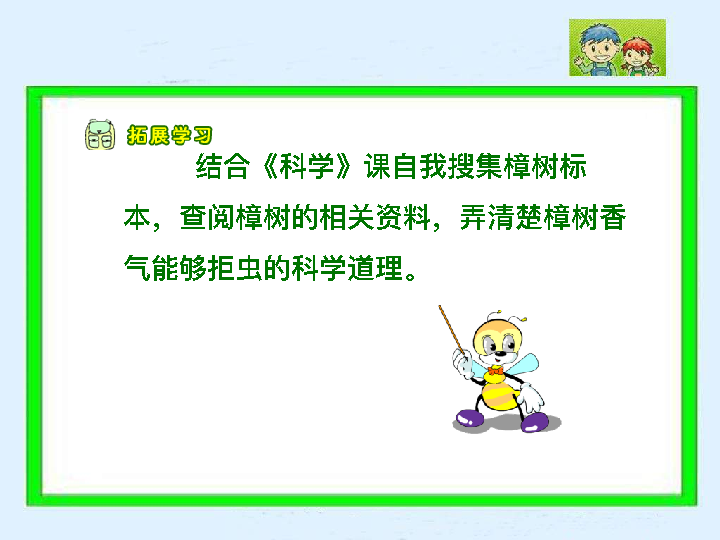 拓展学习
结合《科学》课自我搜集樟树标
本，查阅樟树的相关资料，弄清楚樟树香
气能够拒虫的科学道理。